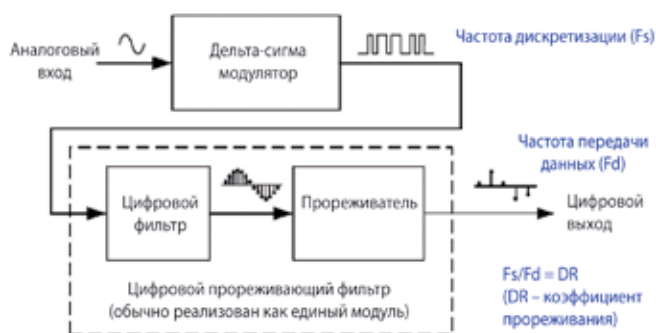 Аналоговый
вход
Дельта-сигма
модулятор
Частота дискретизации (Fs)
Частота передачи
данных (Fd)
Цифровой
фильтр
Прореживатель
Цифровой
выход
Цифровой прореживающий фильтр
(обычно реализован как единый модуль)
Fs/Fd = DR
(DR – коэффициент
прореживания)